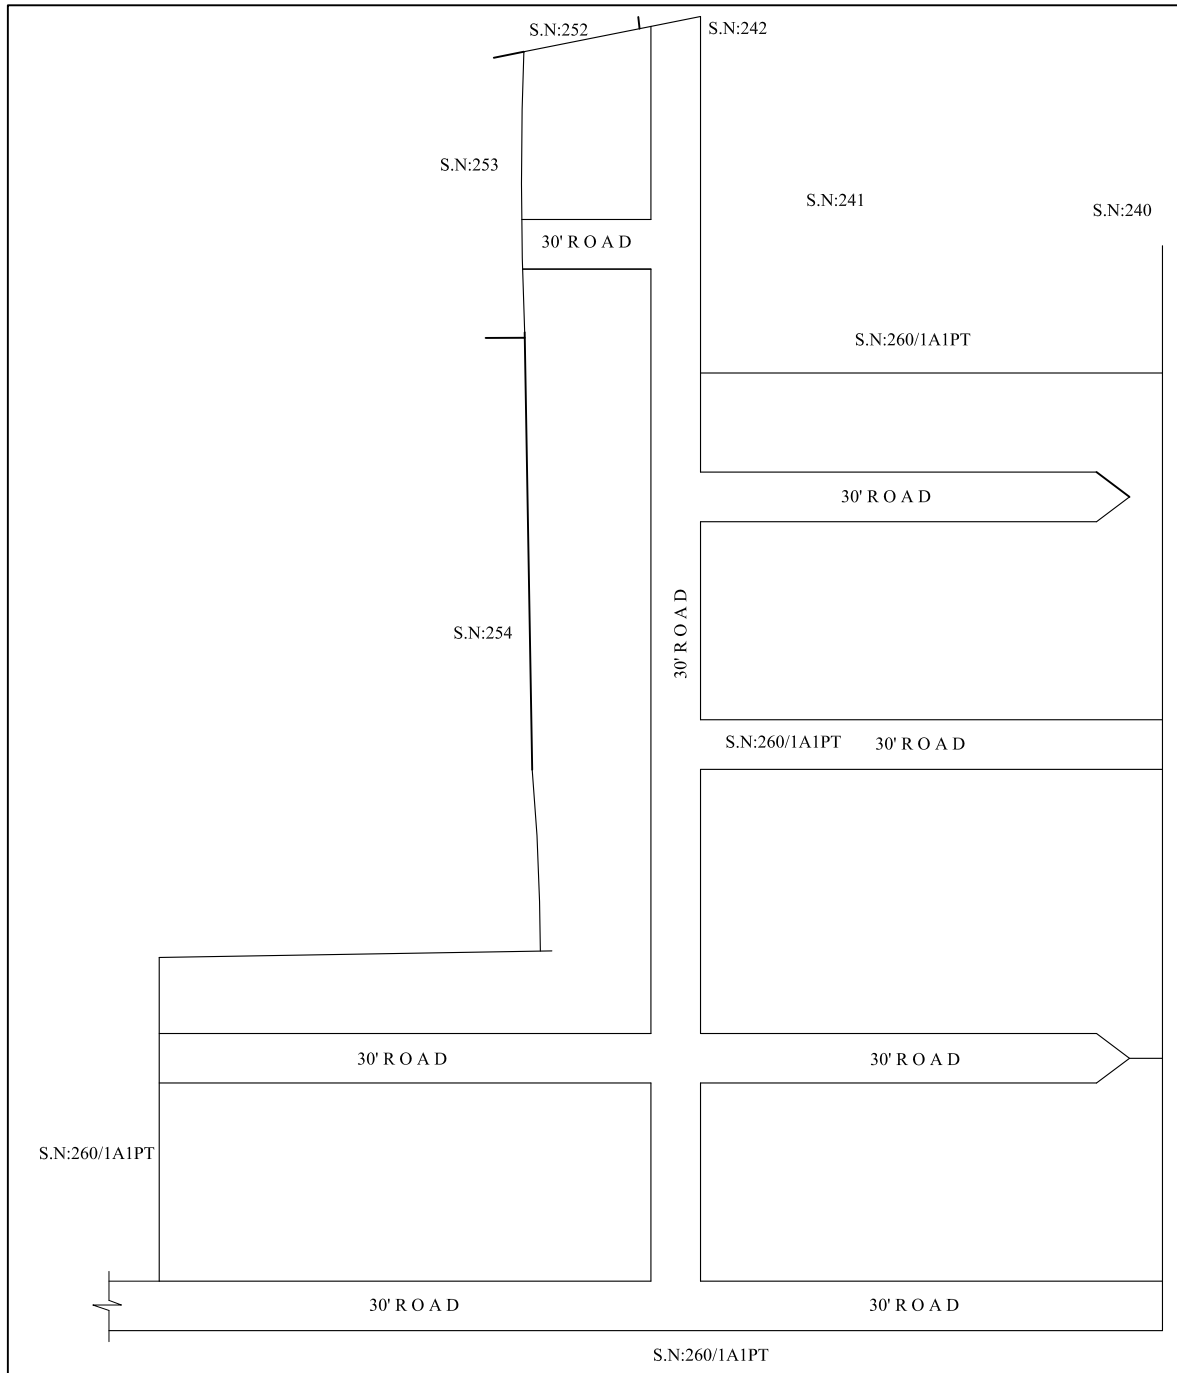 S.N:252
S.N:242
S.N:253
S.N:241
S.N:240
30' R O A D
S.N:260/1A1PT
30' R O A D
S.N:254
30' R O A D
S.N:260/1A1PT 30' R O A D
30' R O A D
30' R O A D
S.N:260/1A1PT
30' R O A D
30' R O A D
S.N:260/1A1PT